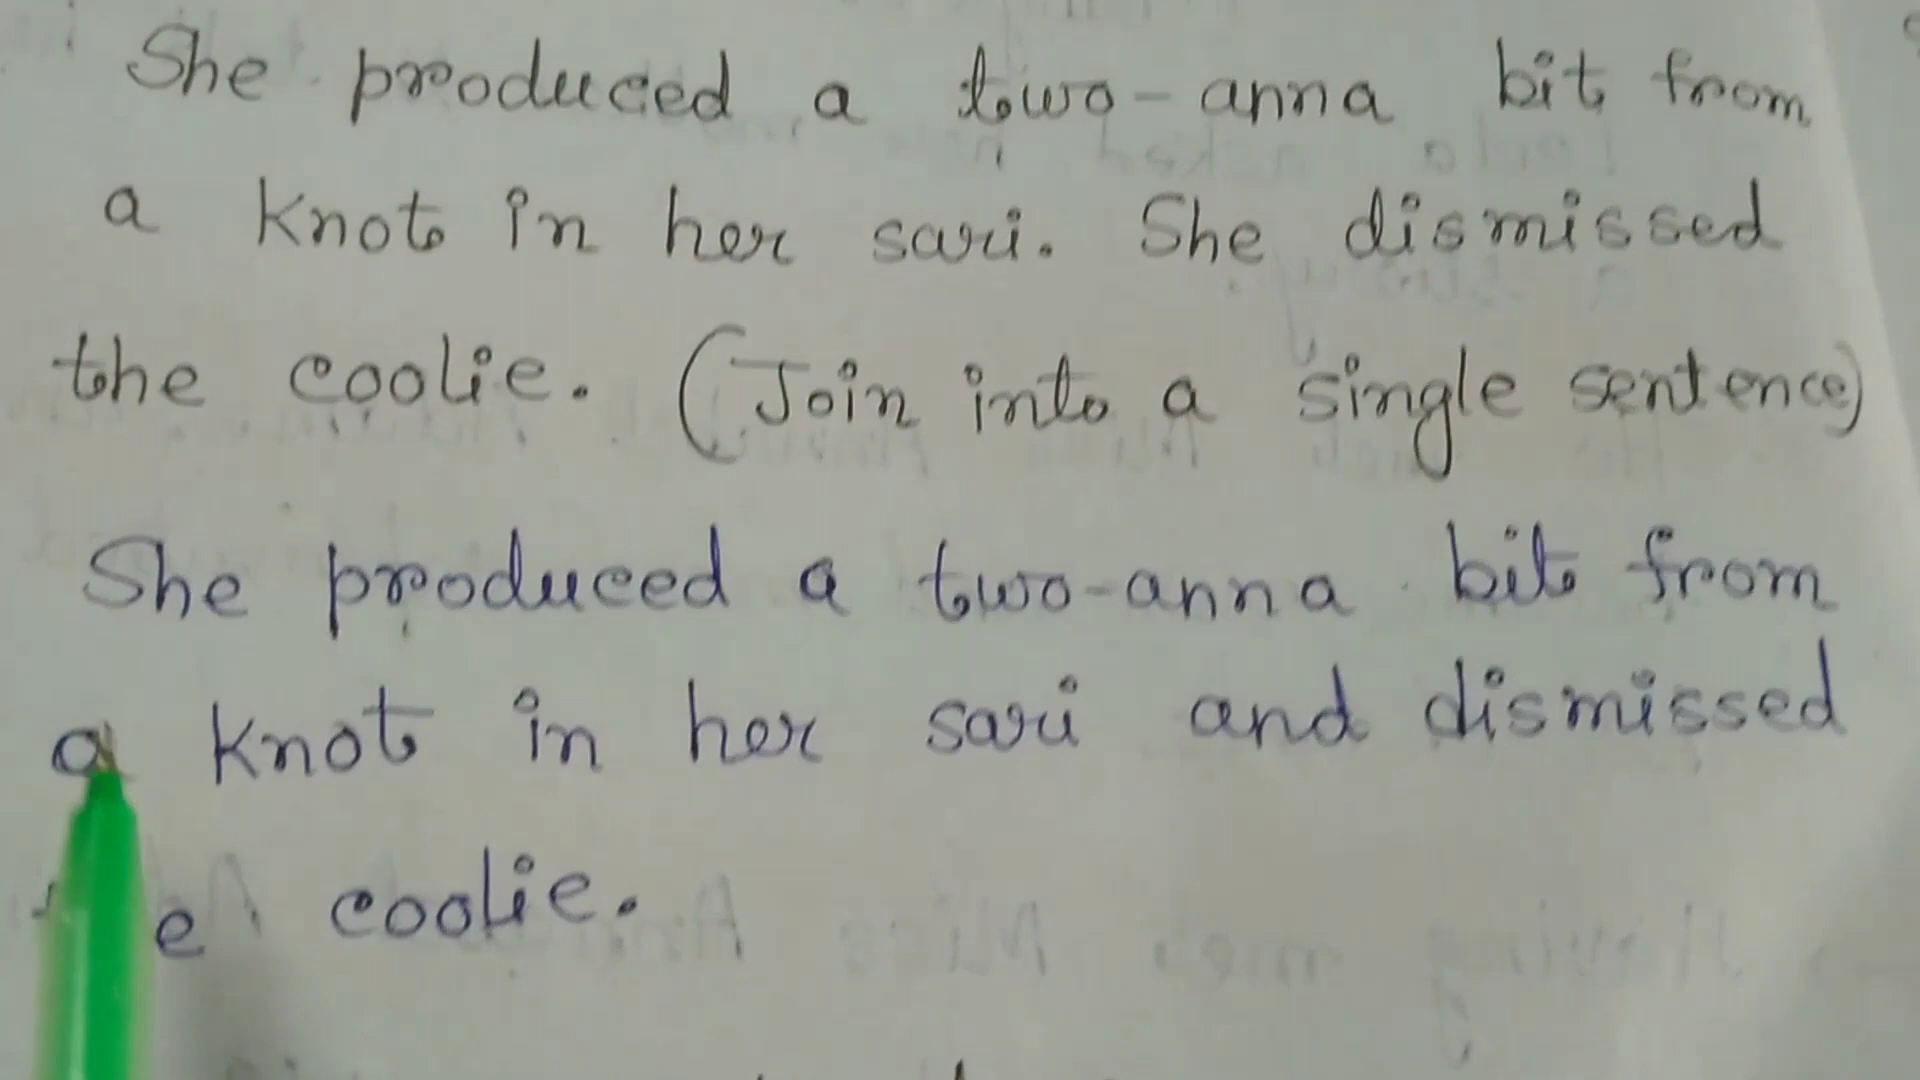 She produced a two-anna bit from
a knot in her sari. She dismissed
the coolie. (Join into a single sentence)
She produced a two-anna bit from
a knot in her sari and dismissed
coolie.